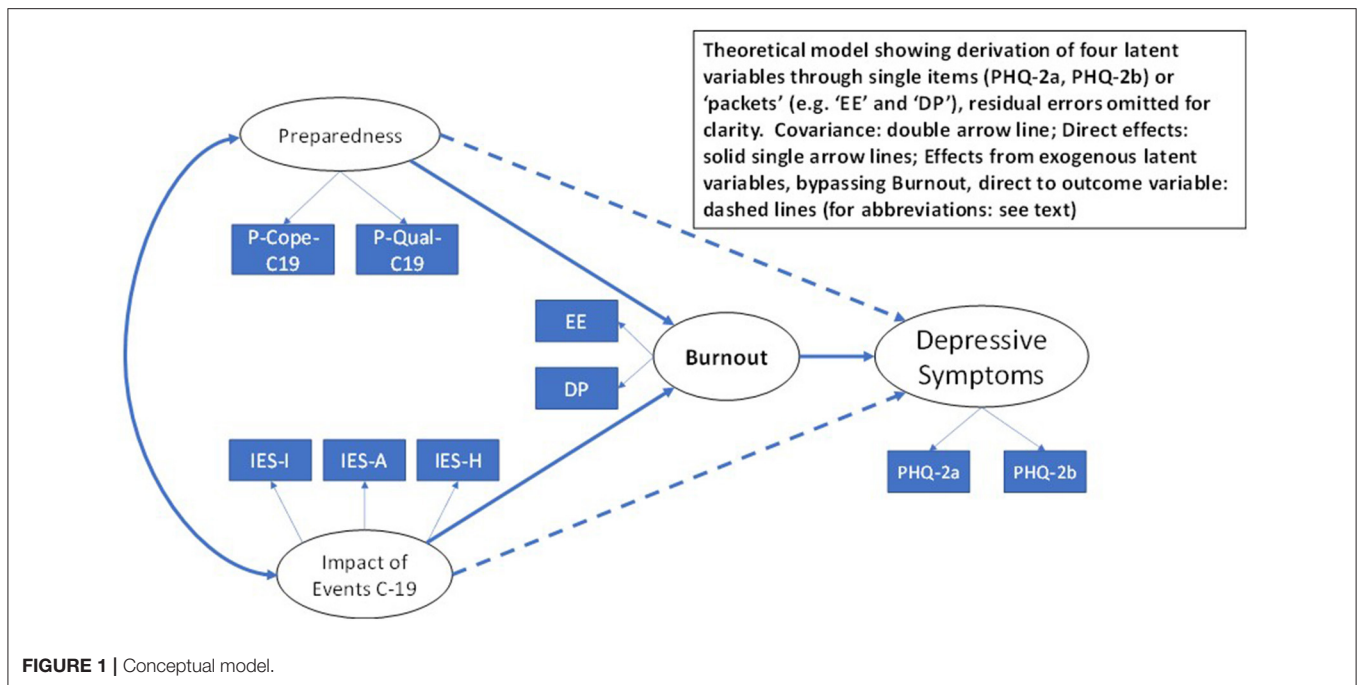 Theoretical model showing derivation of four latent
variables through single items (PHQ-2a, PHQ-2b) or
‘packets’ (e.g. ‘EE’ and ‘DP’), residual errors omitted for
clarity.  Covariance: double arrow line; Direct effects:
solid single arrow lines; Effects from exogenous latent
variables, bypassing Burnout, direct to outcome variable:
dashed lines (for abbreviations: see text)
Preparedness
P-Cope-
C19
P-Qual-
C19
EE
DP
Burnout
Depressive
Symptoms
IES-I
IES-A
IES-H
PHQ-2a
PHQ-2b
Impact of
Events C-19
FIGURE 1 | Conceptual model.